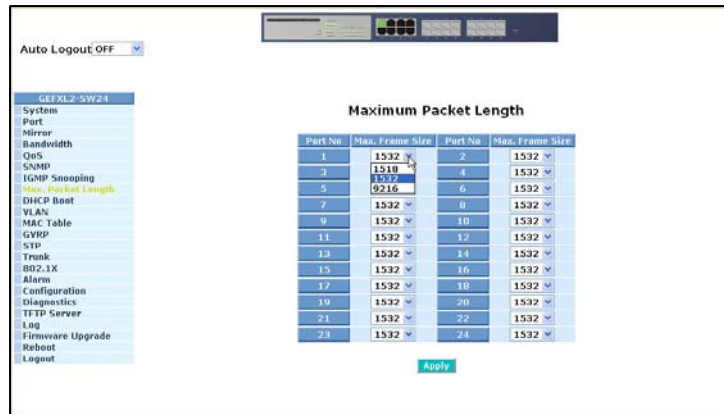 Auto Logout OFF
GEFXL2-SW24
System
Port
Mirror
Bandwidth
QoS
SNMP
IGMP Snooping
Max. Packet Length
DHCP Boot
VLAN
MAC Table
GVRP
STP
Trunk
802.1X
Alarm
Configuration
Diagnostics
TFTP Server
Log
Firmware Upgrade
Reboot
Logout
Maximum Packet Length
Port No Max. Frame Size Port No Max. Frame Size
1 1532 2 1532
1518
1532
9216
3 4 1532
5 6 1532
7 1532 8 1532
9 1532 10 1532
11 1532 12 1532
13 1532 14 1532
15 1532 16 1532
17 1532 18 1532
19 1532 20 1532
21 1532 22 1532
23 1532 24 1532
Apply